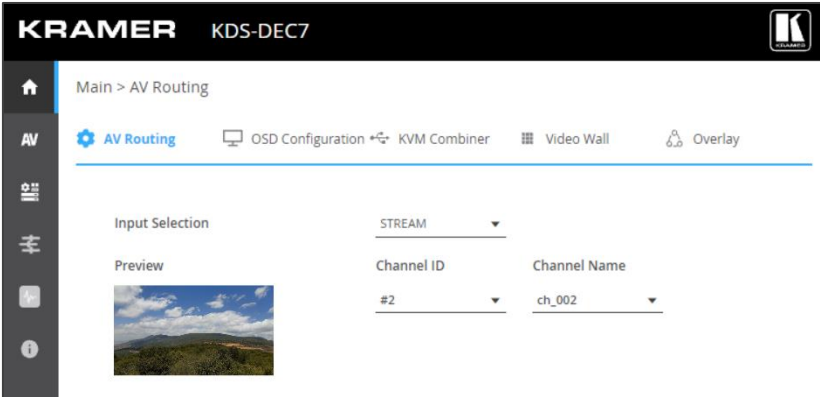 KRAMER KDS-DEC7
KRAMER
Main > AV Routing
AV
AV Routing OSD Configuration KVM Combiner Video Wall Overlay
Input Selection STREAM
Preview Channel ID Channel Name
#2 ch_002